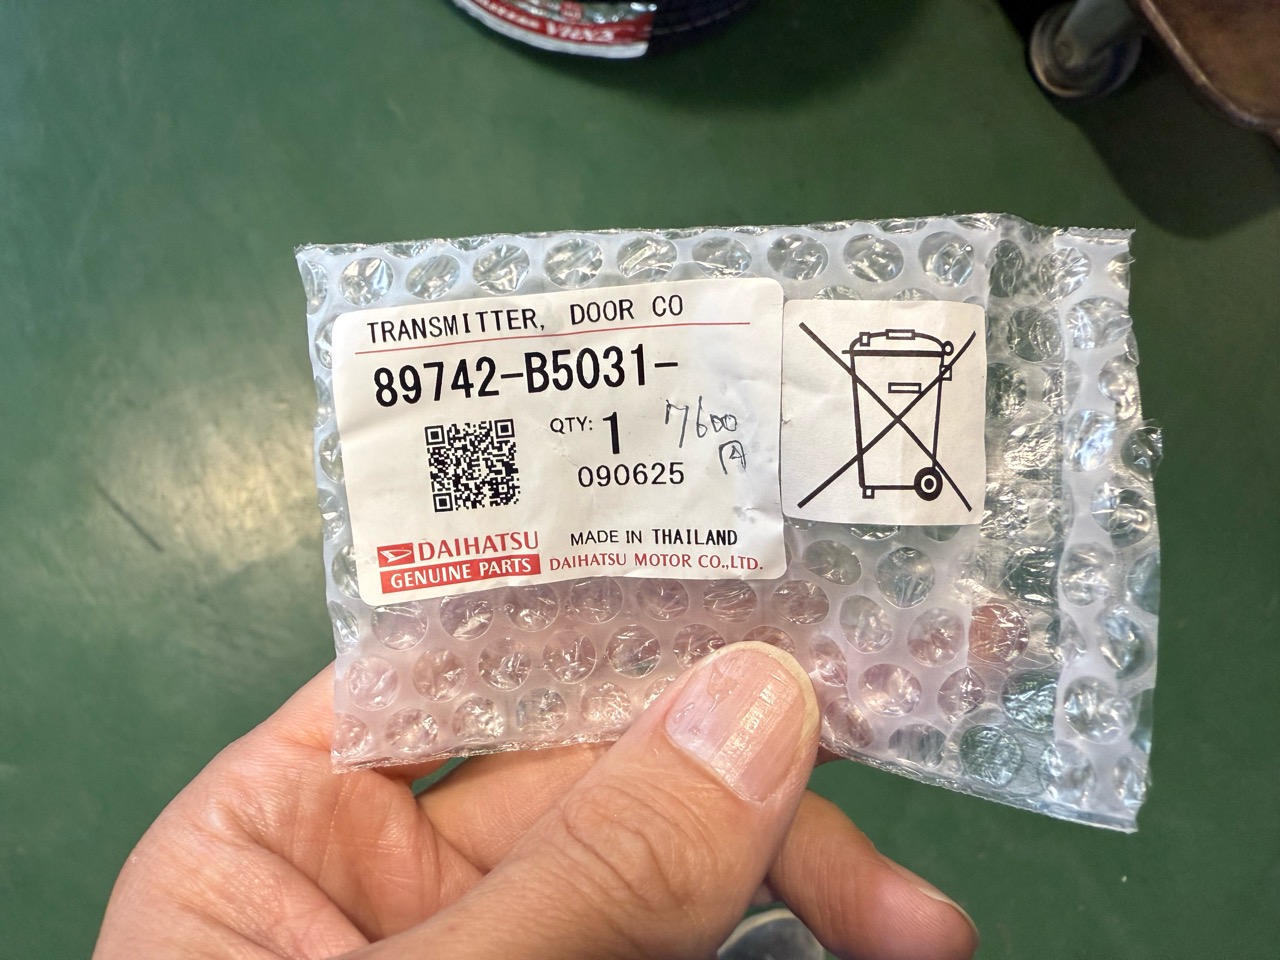 TRANSMITTER, DOOR CO
89742-B5031-
QTY: 1
7600
090625
DAIHATSU
GENUINE PARTS
MADE IN THAILAND
DAIHATSU MOTOR CO.,LTD.